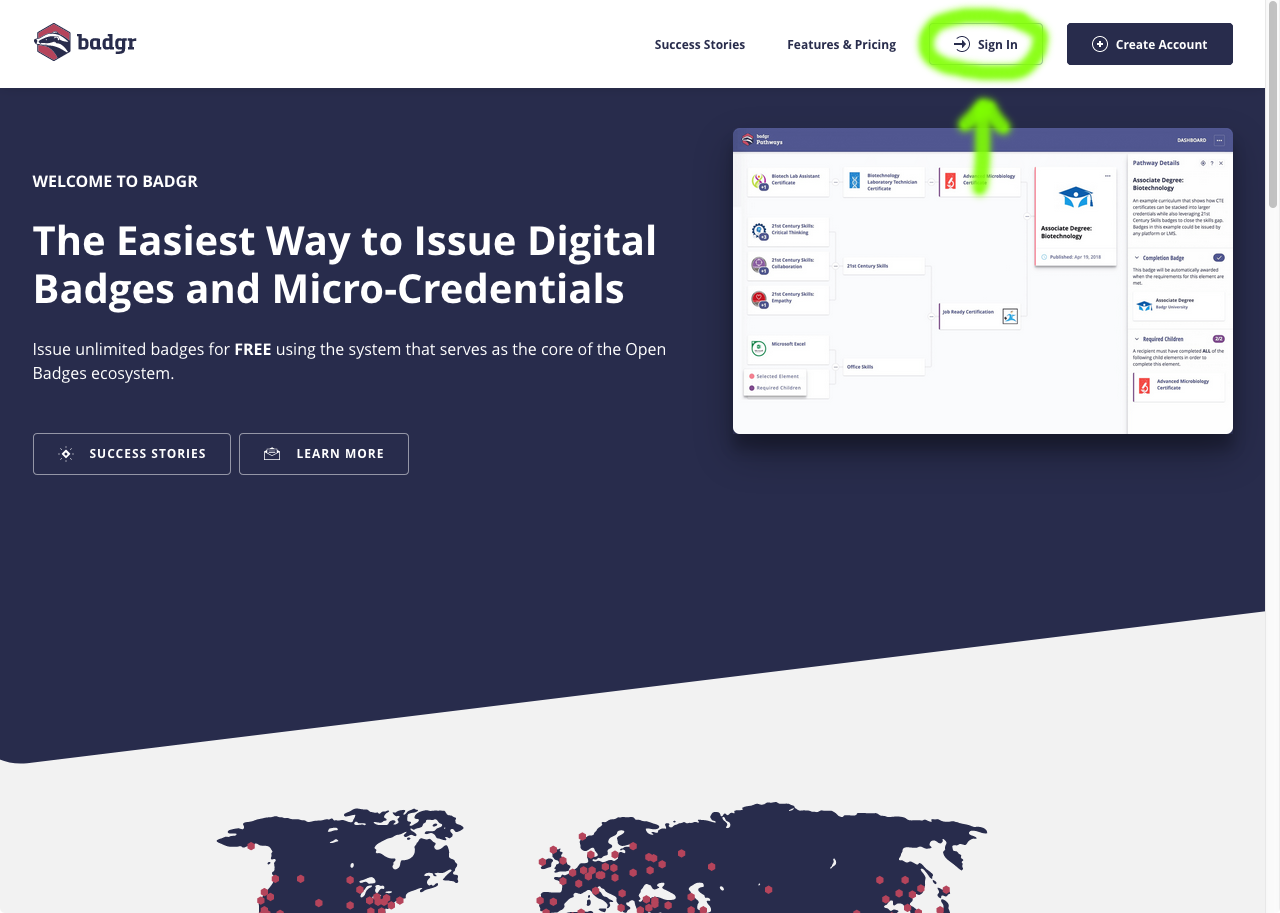 badgr
Success Stories
Features & Pricing
Sign In
Create Account
WELCOME TO BADGR
The Easiest Way to Issue Digital
Badges and Micro-Credentials
Issue unlimited badges for FREE using the system that serves as the core of the Open
Badges ecosystem.
SUCCESS STORIES
LEARN MORE
badgr
Pathways
DASHBOARD
Biotech Lab Assistant
Certificate
+1
Biotechnology
Laboratory Technician
Certificate
Advanced Microbiology
Certificate
21st Century Skills:
Critical Thinking
21st Century Skills:
Collaboration
+1
21st Century Skills:
Empathy
+1
21st Century Skills
Job Ready Certification
Microsoft Excel
Office Skills
Selected Element
Required Children
Associate Degree:
Biotechnology
Published: Apr 19, 2018
Pathway Details
Associate Degree:
Biotechnology
An example curriculum that shows how CTE
certificates can be stacked into larger
credentials while also leveraging 21st
Century Skills badges to close the skills gap.
Badges in this example could be issued by
any platform or LMS.
Completion Badge
This badge will be automatically awarded
when the requirements for this element are
met.
Associate Degree
Badgr University
Required Children
2/2
A recipient must have completed ALL of the
following child elements in order to
complete this element.
Advanced Microbiology
Certificate